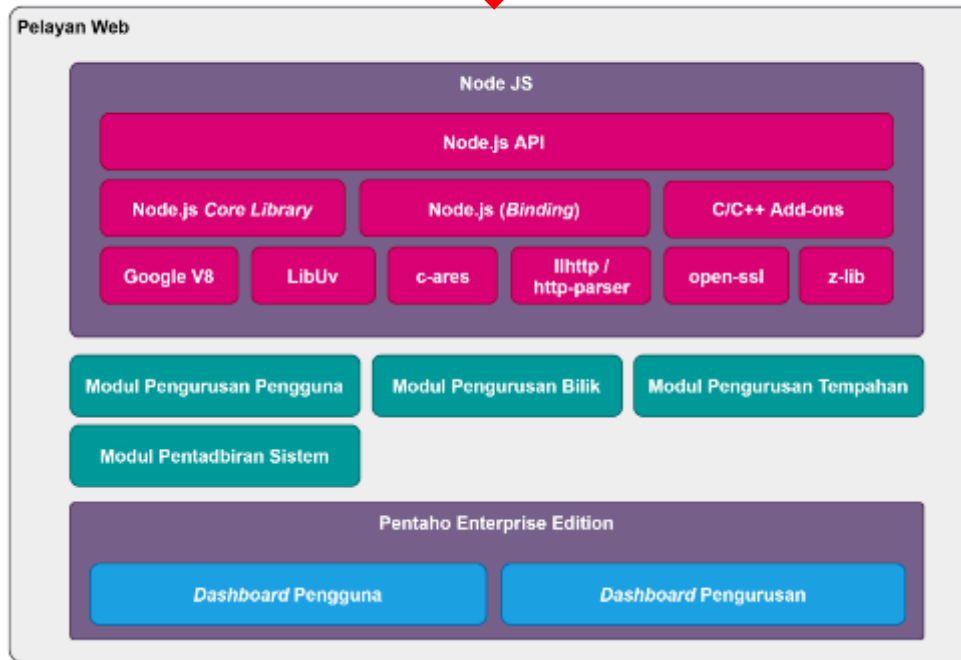 Pelayan Web
Node JS
Node.js API
Node.js Core Library
Node.js (Binding)
C/C++ Add-ons
Google V8
LibUv
c-ares
llhttp /
http-parser
open-ssl
z-lib
Modul Pengurusan Pengguna
Modul Pengurusan Bilik
Modul Pengurusan Tempahan
Modul Pentadbiran Sistem
Pentaho Enterprise Edition
Dashboard Pengguna
Dashboard Pengurusan